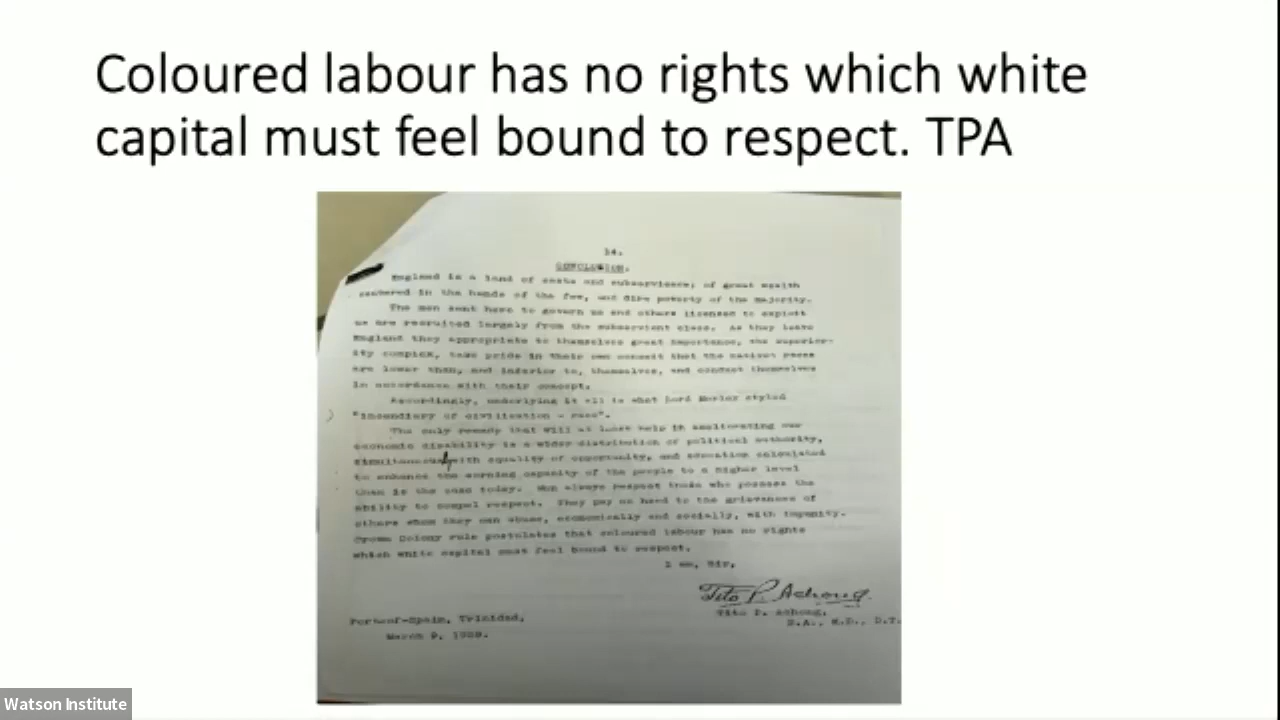 Coloured labour has no rights which white
capital must feel bound to respect. TPA
14.
CONCLUSION.
England is a land of caste and subservience; of great wealth
centered in the hands of the few, and dire poverty of the majority.
The men sent here to govern us and others licensed to exploit
us are recruited largely from the subservient class. As they leave
England they appropriate to themselves great importance, the superior-
ity complex, take pride in their own conceit that the native races
are lower than, and inferior to, themselves, and conduct themselves
in accordance with their concept.
Accordingly, underlying it all is what Lord styled
"incendiary of civilization - race".
The only remedy that will at least help in ameliorating our
economic disability is a wider distribution of political authority,
simultaneously with equality of opportunity, and education calculated
to enhance the earning capacity of the people to a higher level
than is the case today. Men always respect those who possess the
ability to compel respect. They pay no heed to the grievances of
others whom they can abuse, economically and socially, with impunity.
Crown Colony rule postulates that coloured labour has no rights
which white capital must feel bound to respect.
I am, Sir,
Tito P. Achong
Tito P. Achong,
B.A., M.D., D.T.
Port-of-Spain, Trinidad,
March 9,
Watson Institute